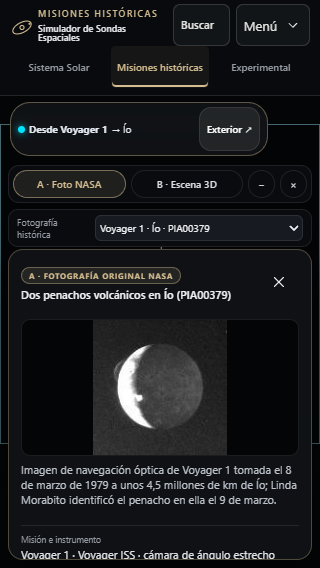 MISIONES HISTÓRICAS
Simulador de Sondas
Espaciales
Buscar
Menú
Sistema Solar
Misiones históricas
Experimental
Desde Voyager 1 → Ío
Exterior ↗
A · Foto NASA
B · Escena 3D
−
×
Fotografía
histórica
Voyager 1 · Ío · PIA00379
A · FOTOGRAFÍA ORIGINAL NASA
Dos penachos volcánicos en Ío (PIA00379)
Imagen de navegación óptica de Voyager 1 tomada el 8
de marzo de 1979 a unos 4,5 millones de km de Ío; Linda
Morabito identificó el penacho en ella el 9 de marzo.
Misión e instrumento
Voyager 1 · Voyager ISS · cámara de ángulo estrecho